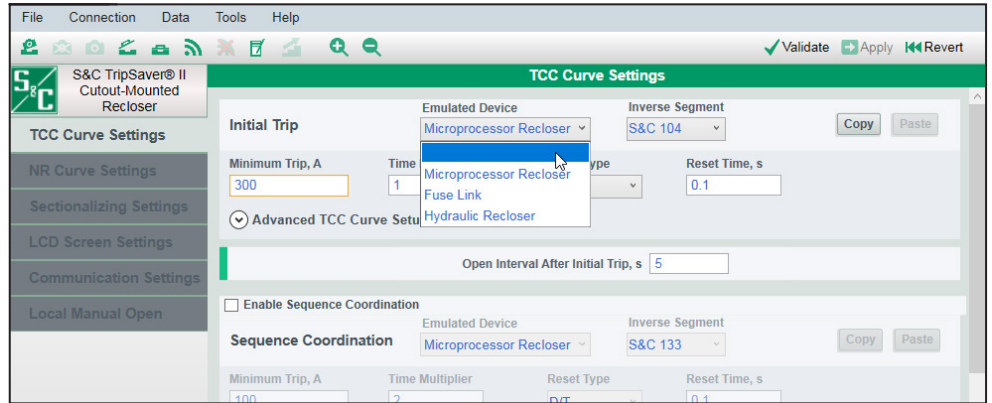 File Connection Data Tools Help
Validate Apply Revert
S&C
S&C TripSaver® II
Cutout-Mounted
Recloser
TCC Curve Settings
NR Curve Settings
Sectionalizing Settings
LCD Screen Settings
Communication Settings
Local Manual Open
TCC Curve Settings
Emulated Device Inverse Segment
Initial Trip Microprocessor Recloser S&C 104 Copy Paste
Minimum Trip, A Time ype Reset Time, s
300 1 0.1
Microprocessor Recloser
Fuse Link
Hydraulic Recloser
Advanced TCC Curve Setu
Open Interval After Initial Trip, s 5
Enable Sequence Coordination
Emulated Device Inverse Segment
Sequence Coordination Microprocessor Recloser S&C 133 Copy Paste
Minimum Trip, A Time Multiplier Reset Type Reset Time, s
100 2 D/T 0.1